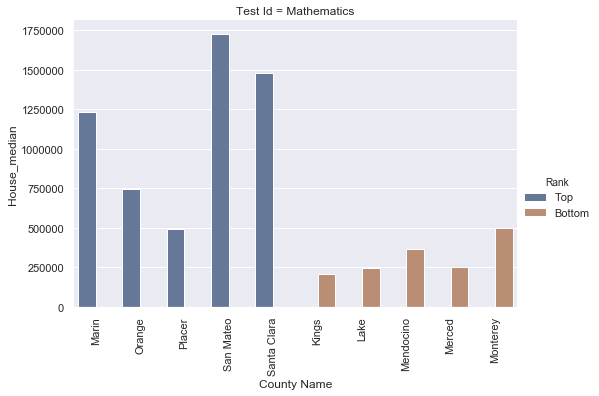 Test Id = Mathematics
House_median
1750000
1500000
1250000
1000000
750000
500000
250000
0
Marin
Orange
Placer
San Mateo
Santa Clara
Kings
Lake
Mendocino
Merced
Monterey
County Name
Rank
Top
Bottom